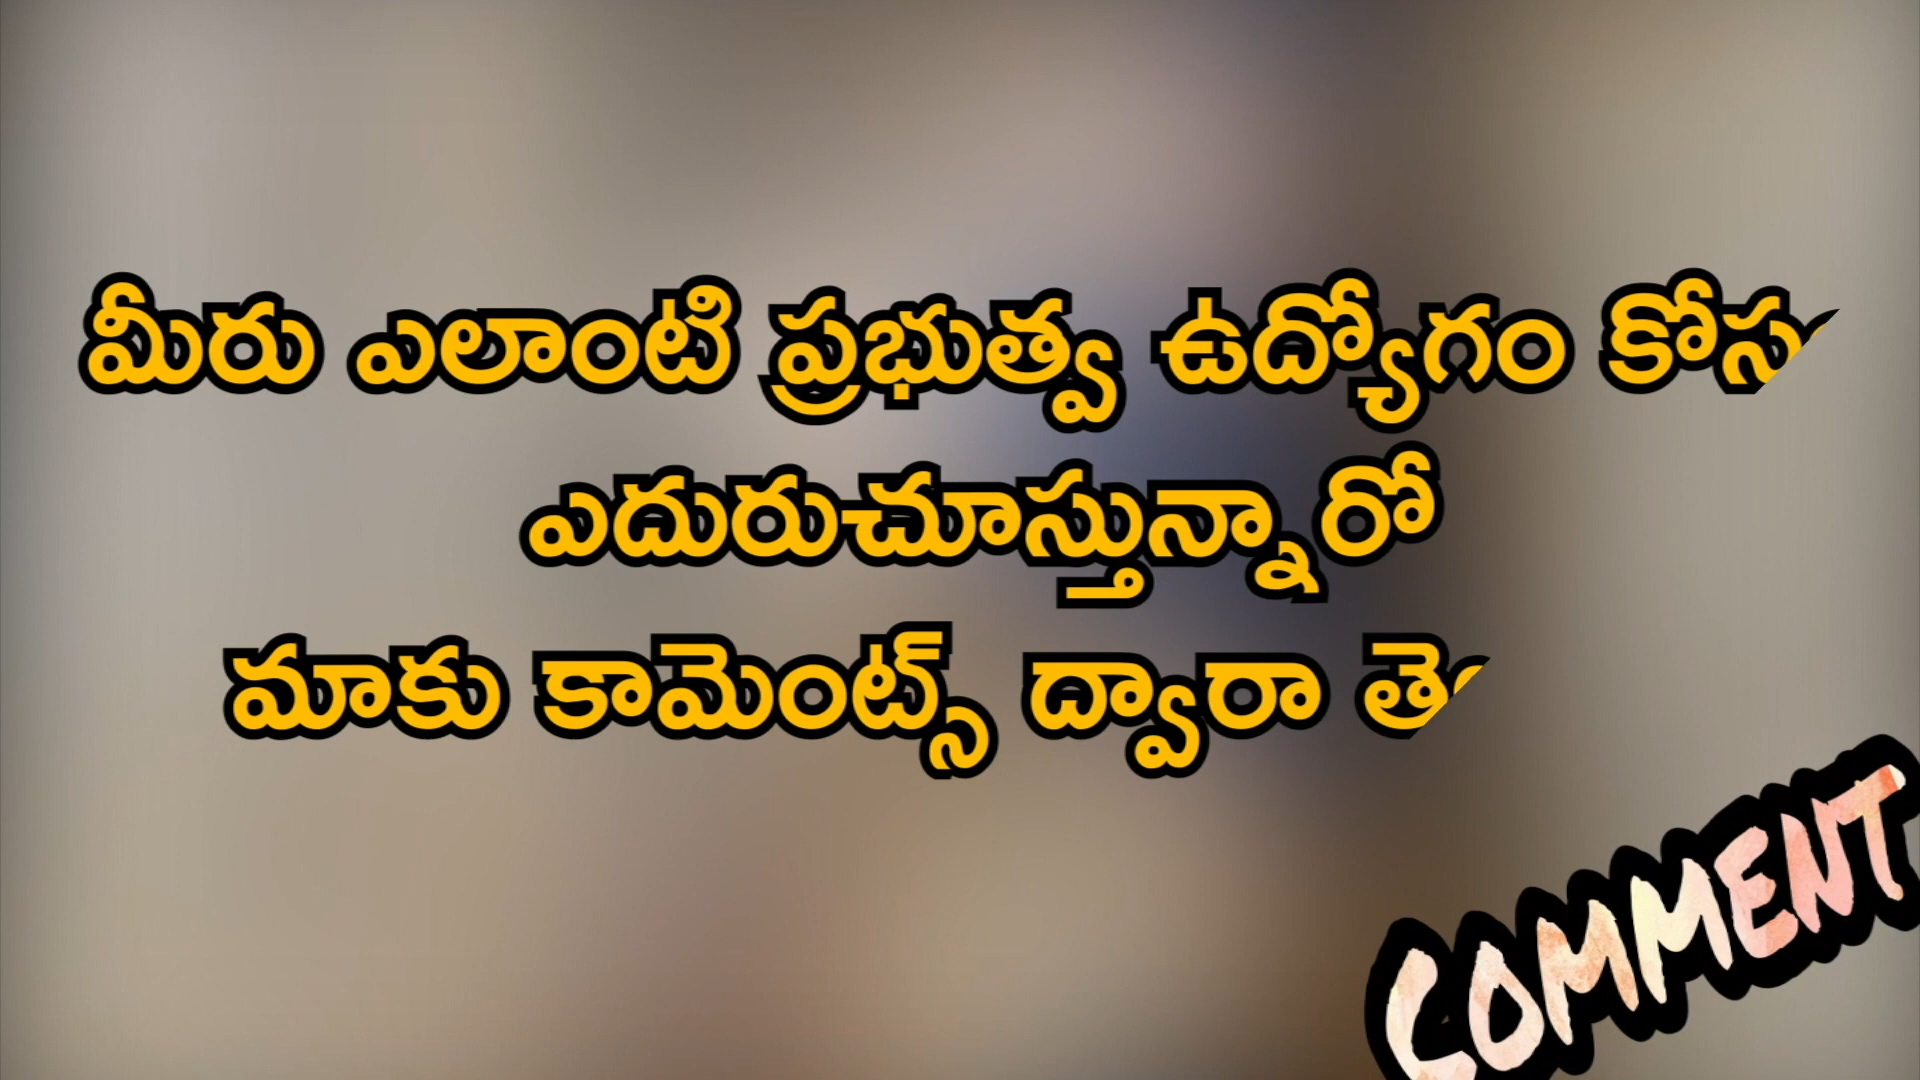 మీరు ఎలాంటి ప్రభుత్వ ఉద్యోగం
ఎదురుచూస్తున్నారో
మాకు కామెంట్స్ ద్వారా
COMMENT